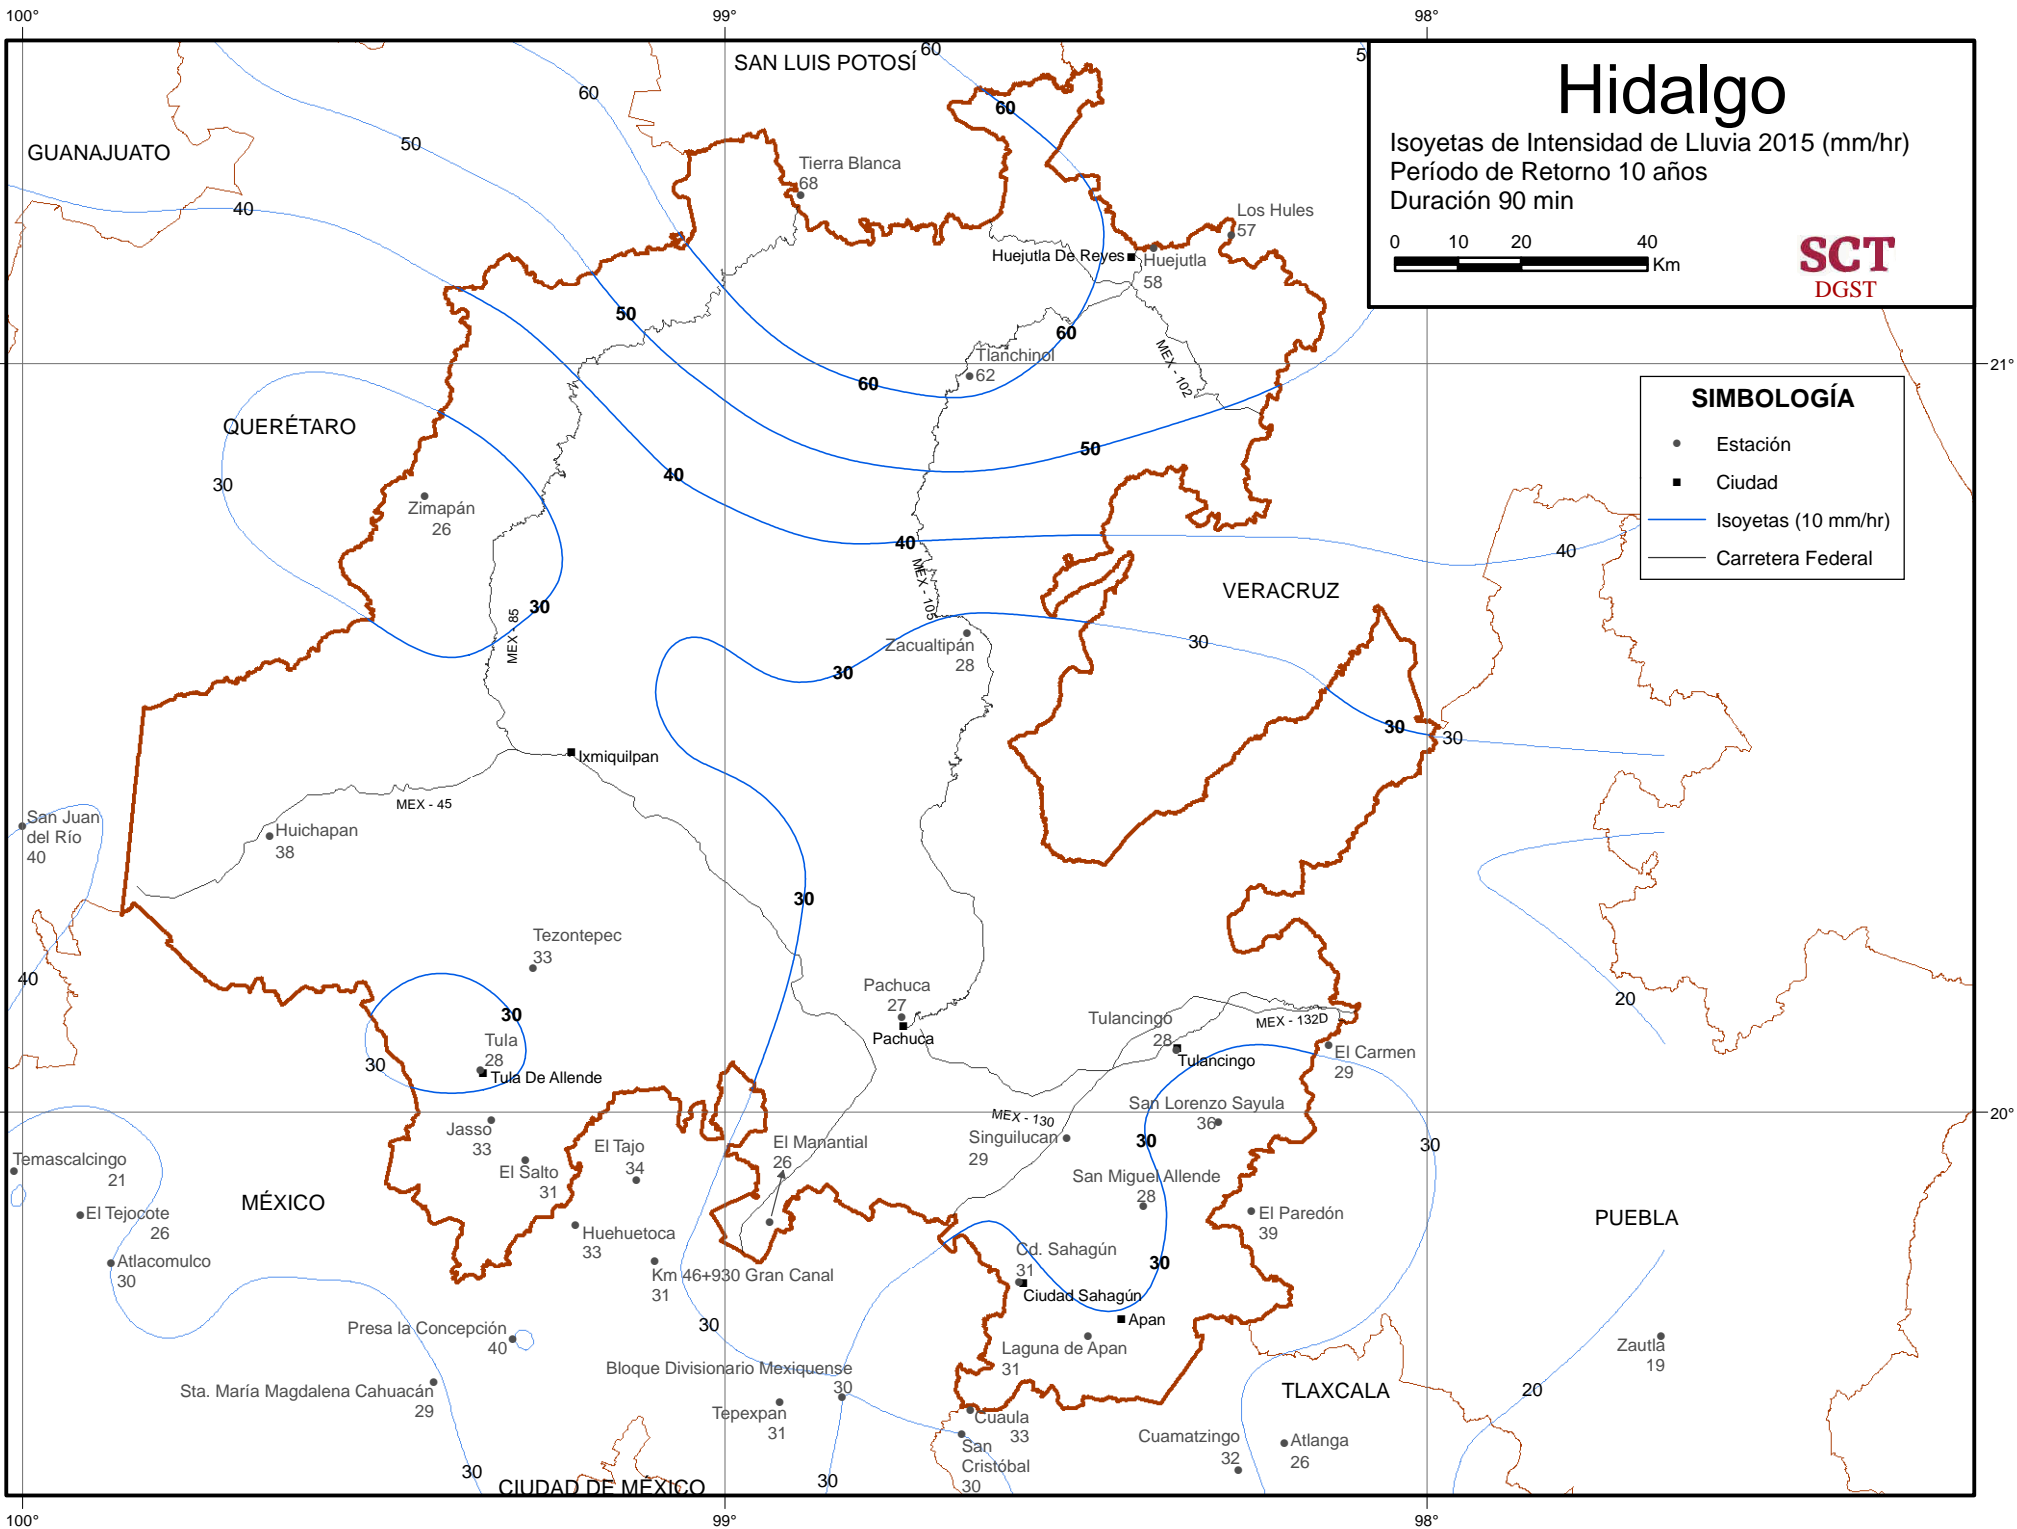 100°
99°
98°
SAN LUIS POTOSÍ
60
5
Hidalgo
Isoyetas de Intensidad de Lluvia 2015 (mm/hr)
Período de Retorno 10 años
Duración 90 min
0 10 20 40
Km
SCT
DGST
60
60
50
GUANAJUATO
Tierra Blanca
68
40
Los Hules
57
Huejutla De Reyes
Huejutla
58
50
60
Tlanchinol
62
60
MEX - 102
21°
SIMBOLOGÍA
Estación
Ciudad
Isoyetas (10 mm/hr)
Carretera Federal
QUERÉTARO
50
40
30
Zimapán
26
40
40
MEX - 105
VERACRUZ
30
MEX - 85
Zacualtipán
28
30
30
30
30
Ixmiquilpan
MEX - 45
San Juan
del Río
40
Huichapan
38
30
Tezontepec
33
40
Pachuca
27
Pachuca
20
30
Tula
28
Tula De Allende
30
Tulancingo
28
Tulancingo
MEX - 132D
El Carmen
29
San Lorenzo Sayula
36
20°
MEX - 130
Singuilucan
29
30
30
Jasso
33
El Salto
31
El Tajo
34
El Manantial
26
Temascalcingo
21
El Tejocote
26
MÉXICO
San Miguel Allende
28
El Paredón
39
PUEBLA
Huehuetoca
33
Atlacomulco
30
Km 46+930 Gran Canal
31
Cd. Sahagún
31
Ciudad Sahagún
30
30
Apan
Presa la Concepción
40
Laguna de Apan
31
Zautla
19
Bloque Divisionario Mexiquense
30
Sta. María Magdalena Cahuacán
29
Tepexpan
31
TLAXCALA
20
Cuaula
33
San
Cristóbal
30
Cuamatzingo
32
Atlanga
26
30
30
CIUDAD DE MÉXICO
100°
99°
98°